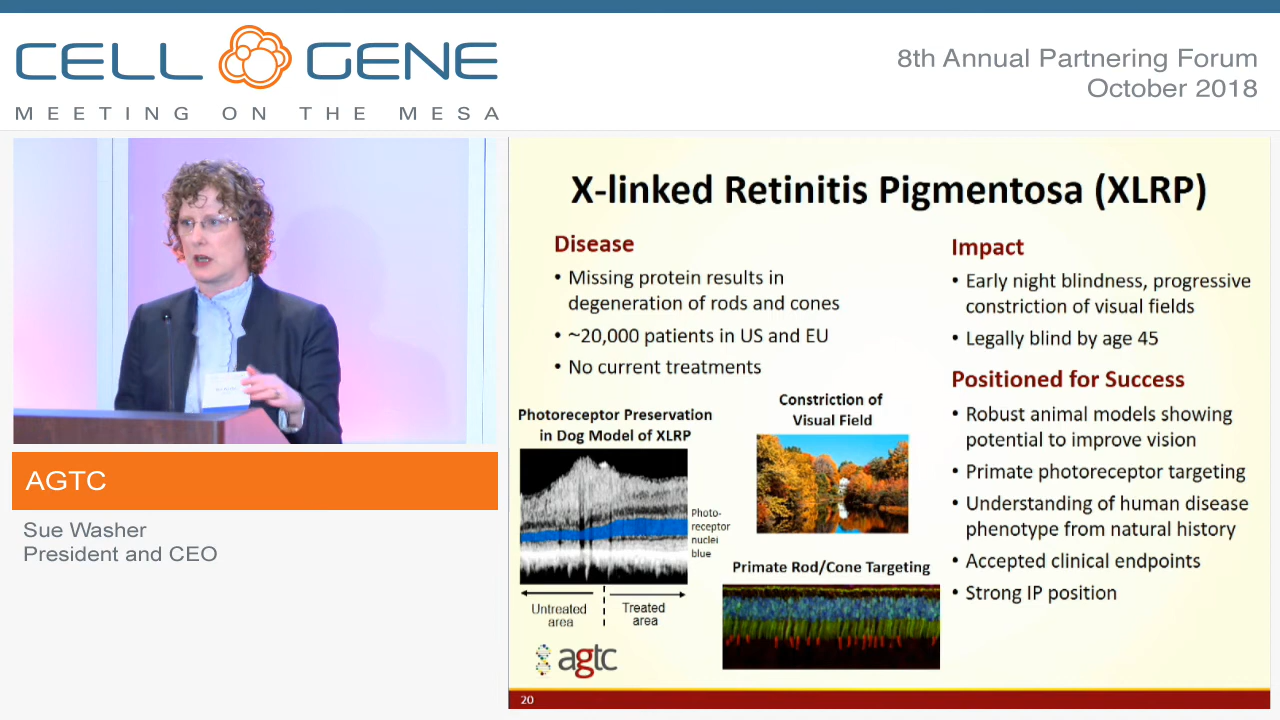 CELL GENE
MEETING ON THE MESA
8th Annual Partnering Forum
October 2018
AGTC
Sue Washer
President and CEO
X-linked Retinitis Pigmentosa (XLRP)
Disease
• Missing protein results in
degeneration of rods and cones
• ~20,000 patients in US and EU
• No current treatments
Photoreceptor Preservation
in Dog Model of XLRP
Photo-
receptor
nuclei
blue
Untreated
area
Treated
area
Constriction of
Visual Field
Primate Rod/Cone Targeting
Impact
• Early night blindness, progressive
constriction of visual fields
• Legally blind by age 45
Positioned for Success
• Robust animal models showing
potential to improve vision
• Primate photoreceptor targeting
• Understanding of human disease
phenotype from natural history
• Accepted clinical endpoints
• Strong IP position
agtc
20